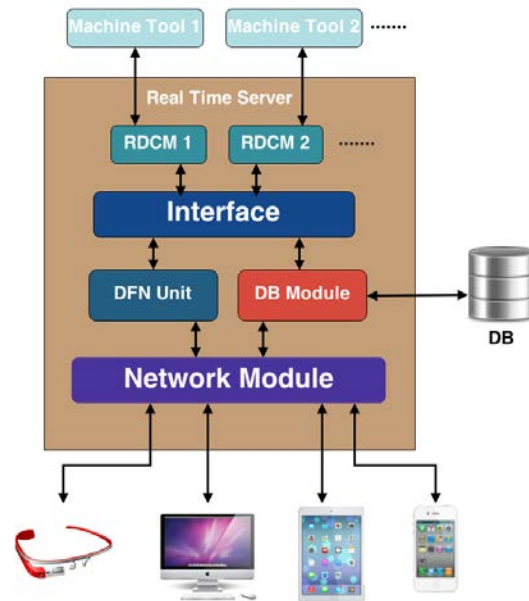 Machine Tool 1
Machine Tool 2 .......
Real Time Server
RDCM 1
RDCM 2 .......
Interface
DFN Unit
DB Module
DB
Network Module